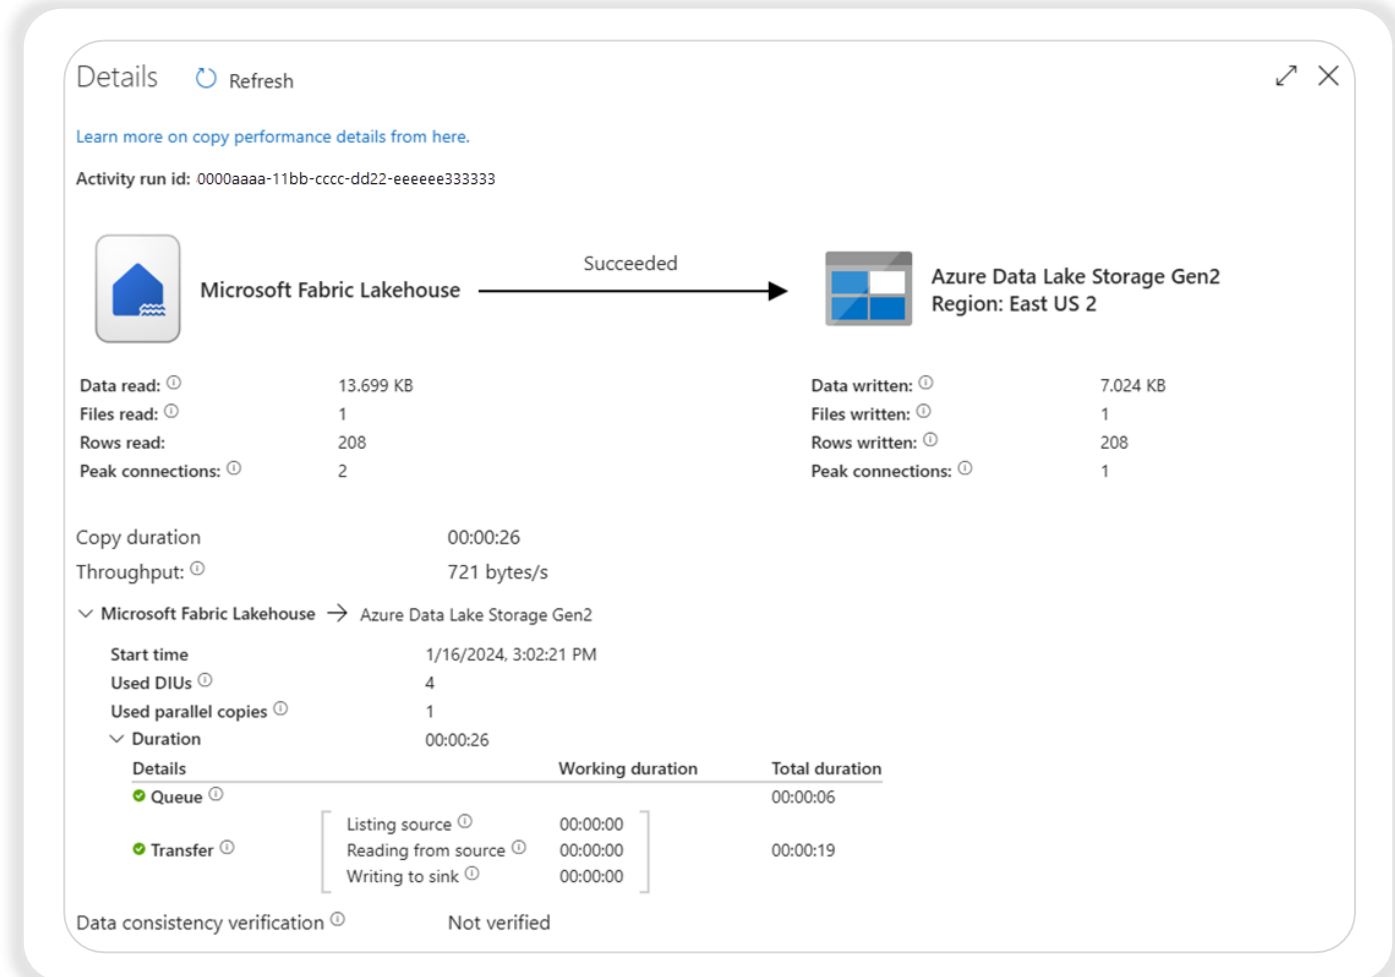 Details Refresh
Learn more on copy performance details from here.
Activity run id: 0000aaaa-11bb-cccc-dd22-eeeeee333333
Succeeded
Microsoft Fabric Lakehouse
Azure Data Lake Storage Gen2
Region: East US 2
Data read: 13.699 KB Data written: 7.024 KB
Files read: 1 Files written: 1
Rows read: 208 Rows written: 208
Peak connections: 2 Peak connections: 1
Copy duration 00:00:26
Throughput: 721 bytes/s
Microsoft Fabric Lakehouse → Azure Data Lake Storage Gen2
Start time 1/16/2024, 3:02:21 PM
Used DIUs 4
Used parallel copies 1
Duration 00:00:26
Details Working duration Total duration
Queue 00:00:06
Listing source 00:00:00
Transfer Reading from source 00:00:00 00:00:19
Writing to sink 00:00:00
Data consistency verification Not verified